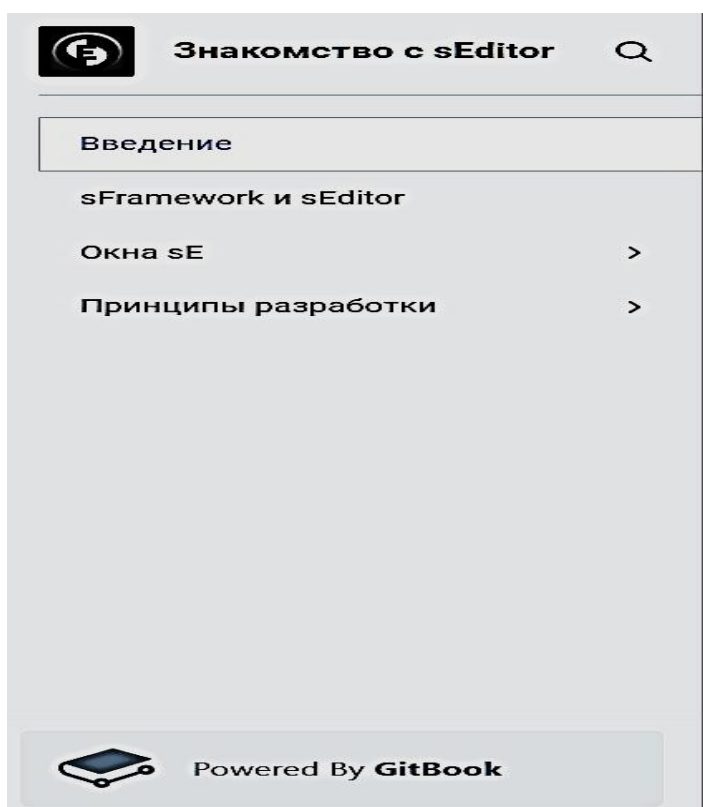 Знакомство с sEditor
Введение
sFramework и sEditor
Окна sE
Принципы разработки
Powered By GitBook